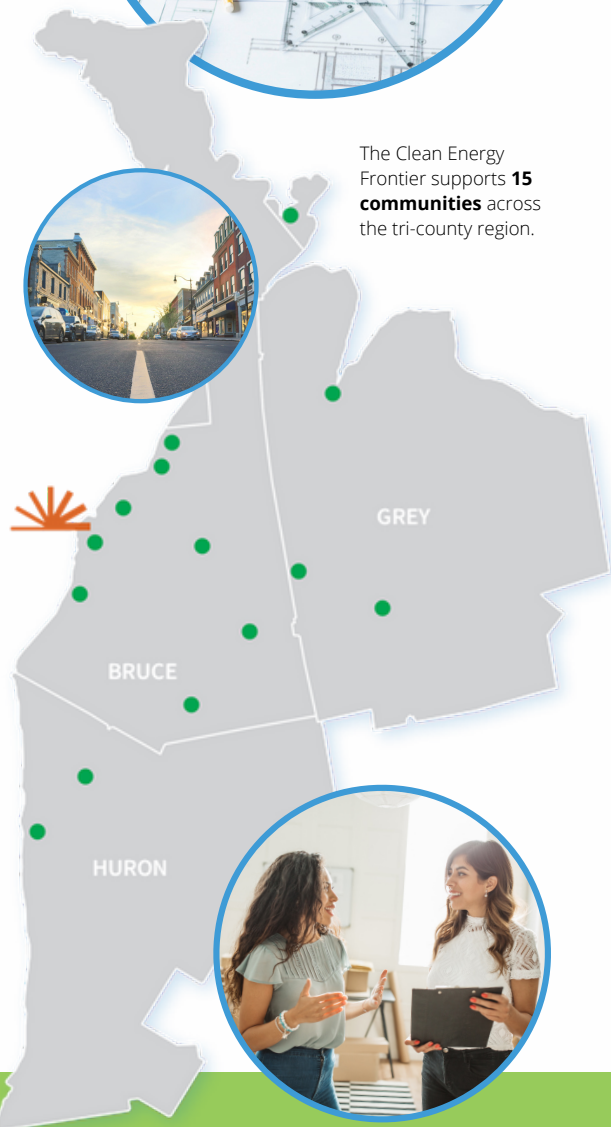 The Clean Energy
Frontier supports 15
communities across
the tri-county region.
GREY
BRUCE
HURON